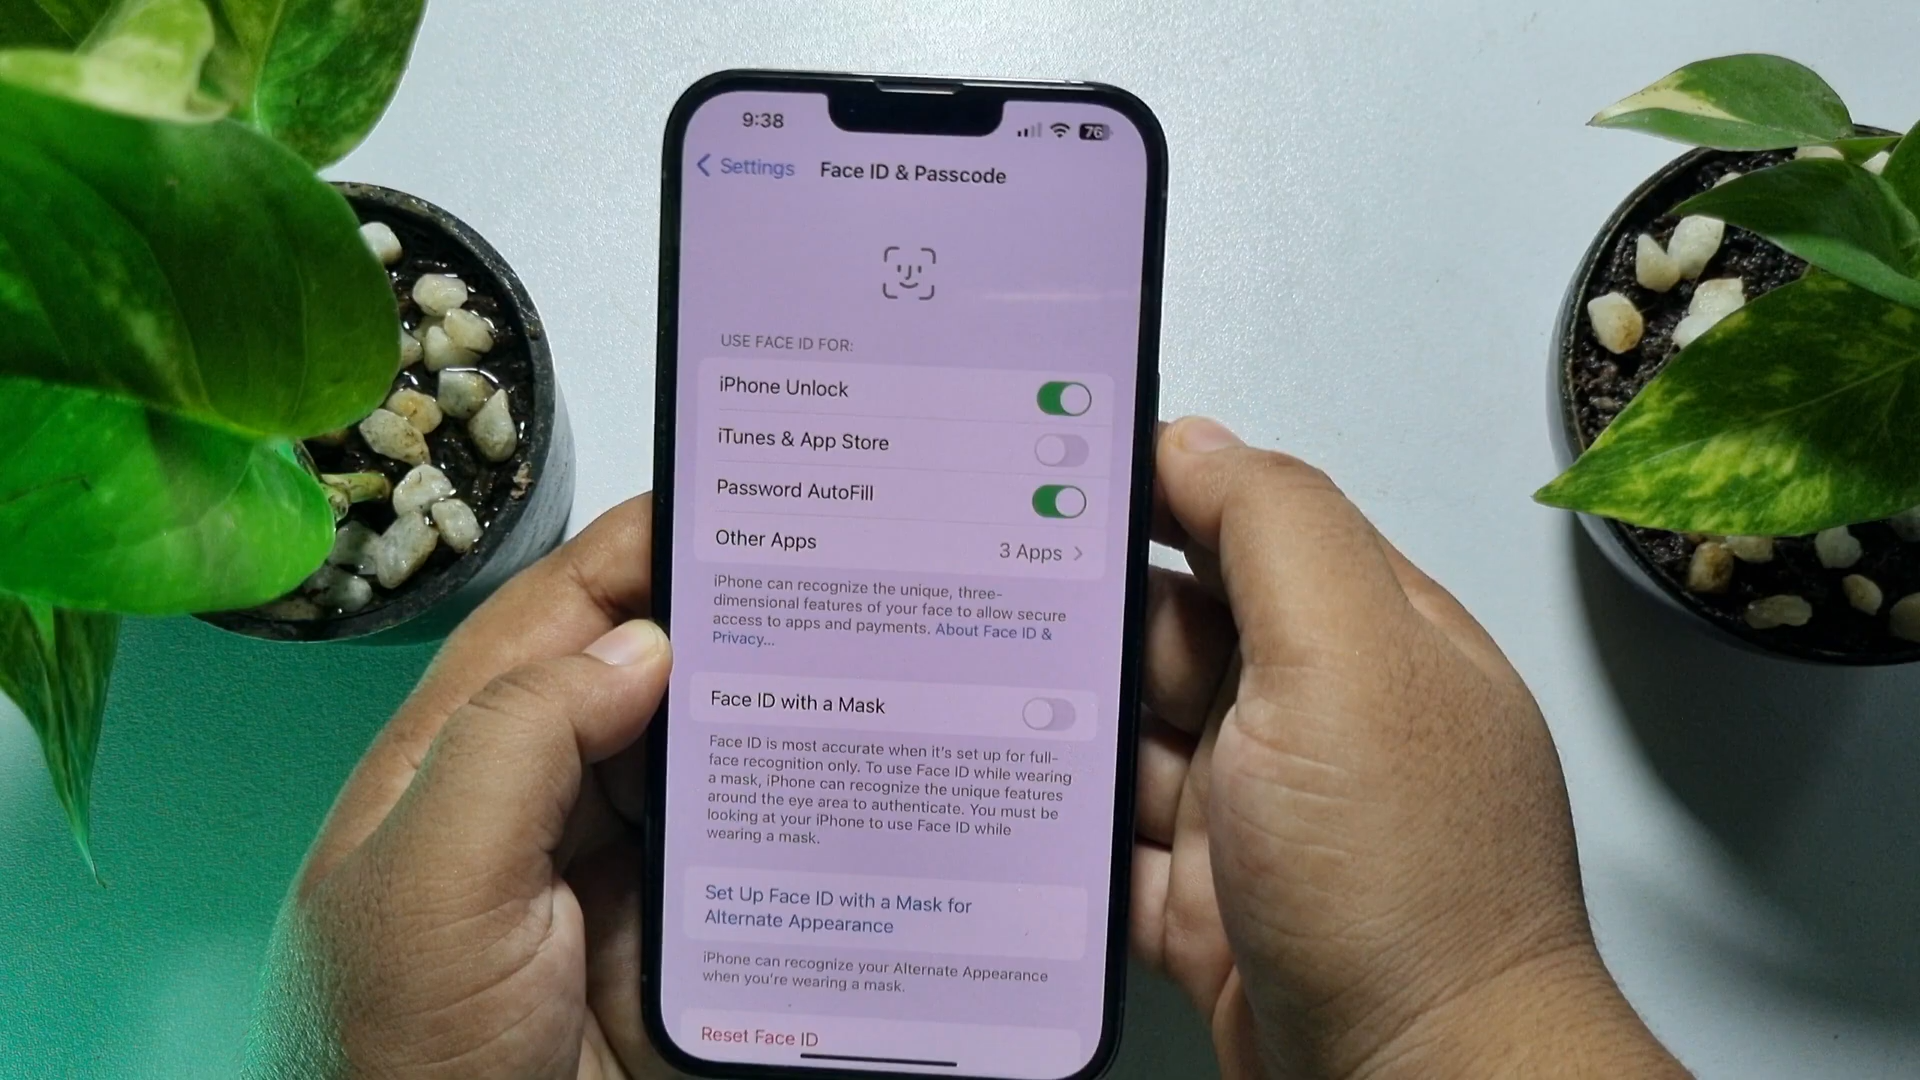 9:38
76
Settings
Face ID & Passcode
USE FACE ID FOR:
iPhone Unlock
iTunes & App Store
Password AutoFill
Other Apps
3 Apps
iPhone can recognize the unique, three-
dimensional features of your face to allow secure
access to apps and payments. About Face ID &
Privacy...
Face ID with a Mask
Face ID is most accurate when it's set up for full-
face recognition only. To use Face ID while wearing
a mask, iPhone can recognize the unique features
around the eye area to authenticate. You must be
looking at your iPhone to use Face ID while
wearing a mask.
Set Up Face ID with a Mask for
Alternate Appearance
iPhone can recognize your Alternate Appearance
when you're wearing a mask.
Reset Face ID